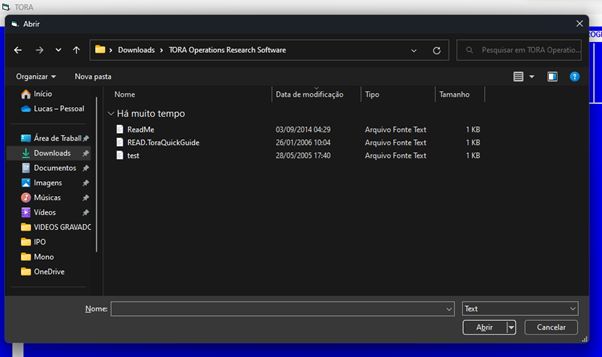 TORA
Abrir
Downloads > TORA Operations Research Software
Pesquisar em TORA Operatio...
Organizar
Nova pasta
Início
Lucas – Pessoal
Área de Trabalh
Downloads
Documentos
Imagens
Músicas
Vídeos
VIDEOS GRAVADO
IPO
Mono
OneDrive
Nome Data de modificação Tipo Tamanho
Há muito tempo
ReadMe 03/09/2014 04:29 Arquivo Fonte Text 1 KB
READ.ToraQuickGuide 26/01/2006 10:04 Arquivo Fonte Text 1 KB
test 28/05/2005 17:40 Arquivo Fonte Text 1 KB
Nome:
Text
Abrir
Cancelar